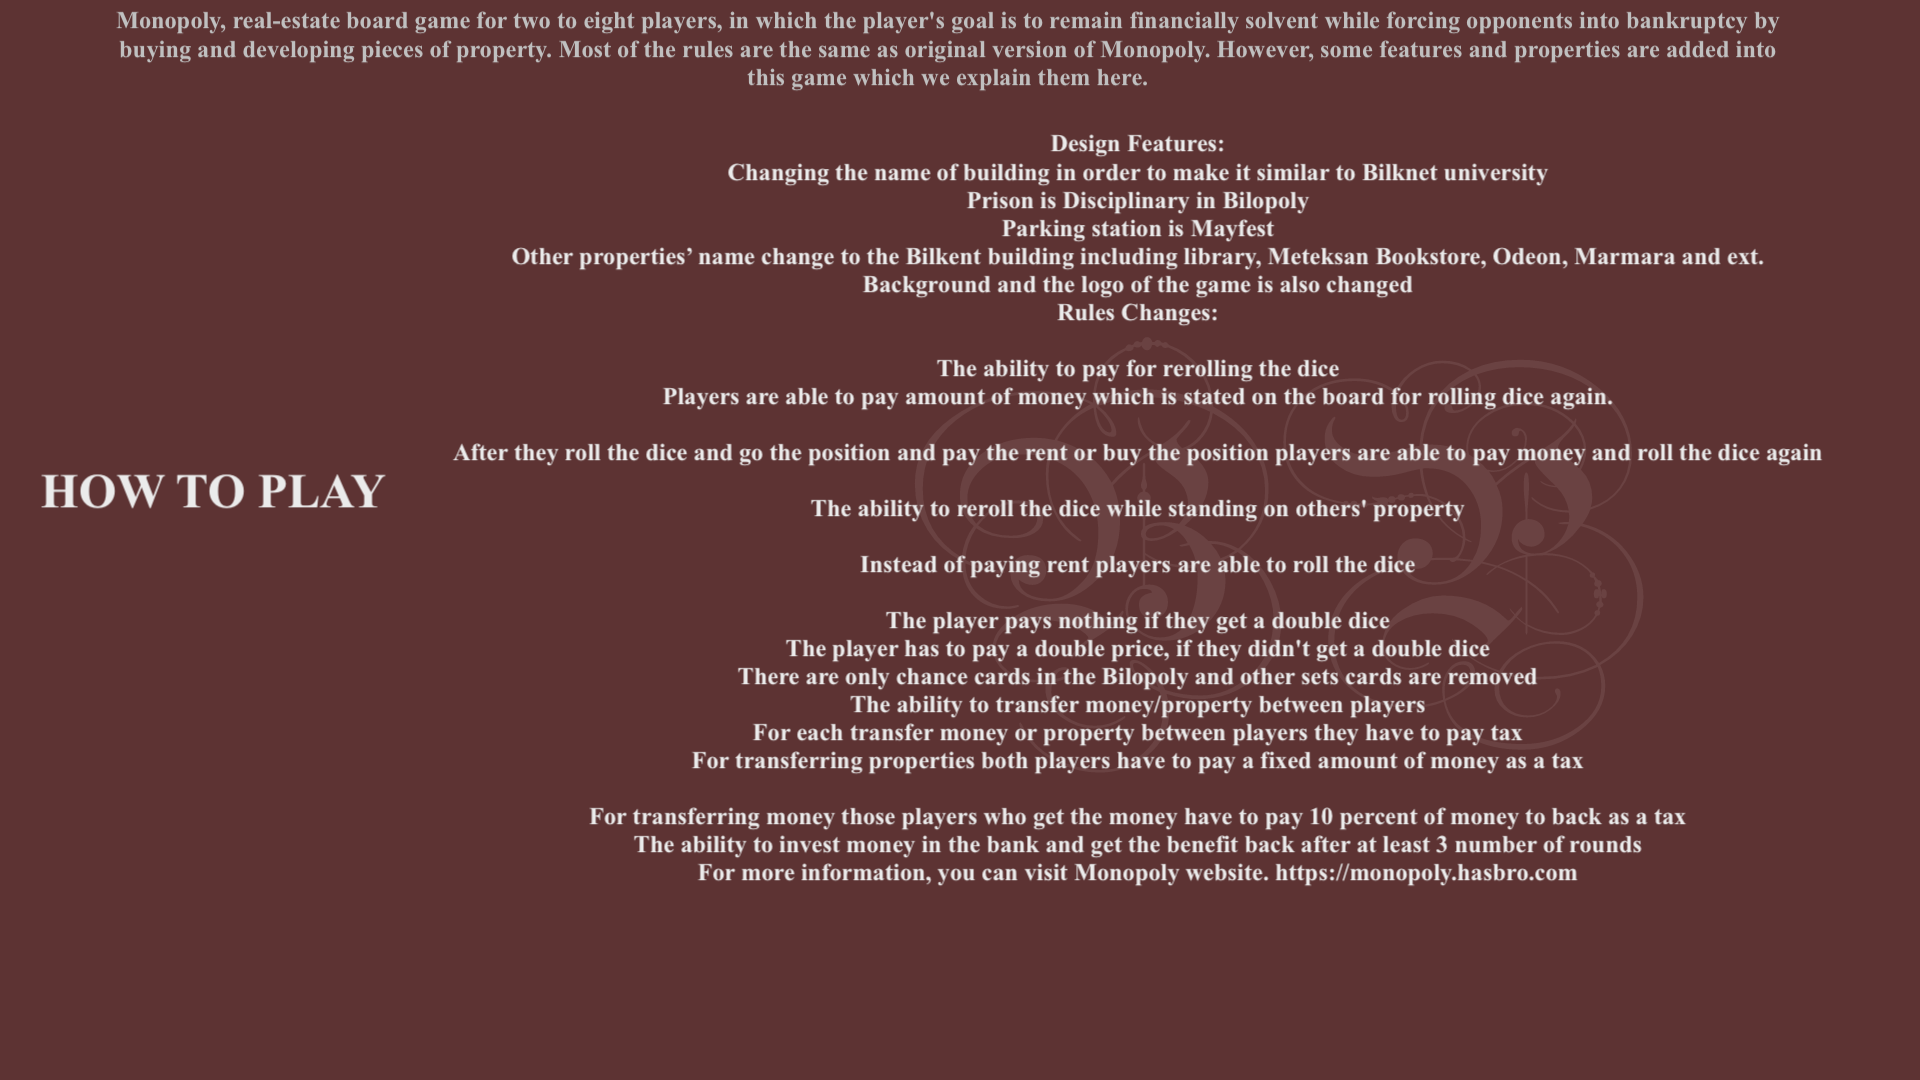 Monopoly, real-estate board game for two to eight players, in which the player's goal is to remain financially solvent while forcing opponents into bankruptcy by
buying and developing pieces of property. Most of the rules are the same as original version of Monopoly. However, some features and properties are added into
this game which we explain them here.
Design Features:
Changing the name of building in order to make it similar to Bilknet university
Prison is Disciplinary in Bilopoly
Parking station is Mayfest
Other properties’ name change to the Bilkent building including library, Meteksan Bookstore, Odeon, Marmara and ext.
Background and the logo of the game is also changed
Rules Changes:
The ability to pay for rerolling the dice
Players are able to pay amount of money which is stated on the board for rolling dice again.
After they roll the dice and go the position and pay the rent or buy the position players are able to pay money and roll the dice again
HOW TO PLAY
The ability to reroll the dice while standing on others' property
Instead of paying rent players are able to roll the dice
The player pays nothing if they get a double dice
The player has to pay a double price, if they didn't get a double dice
There are only chance cards in the Bilopoly and other sets cards are removed
The ability to transfer money/property between players
For each transfer money or property between players they have to pay tax
For transferring properties both players have to pay a fixed amount of money as a tax
For transferring money those players who get the money have to pay 10 percent of money to back as a tax
The ability to invest money in the bank and get the benefit back after at least 3 number of rounds
For more information, you can visit Monopoly website. https://monopoly.hasbro.com